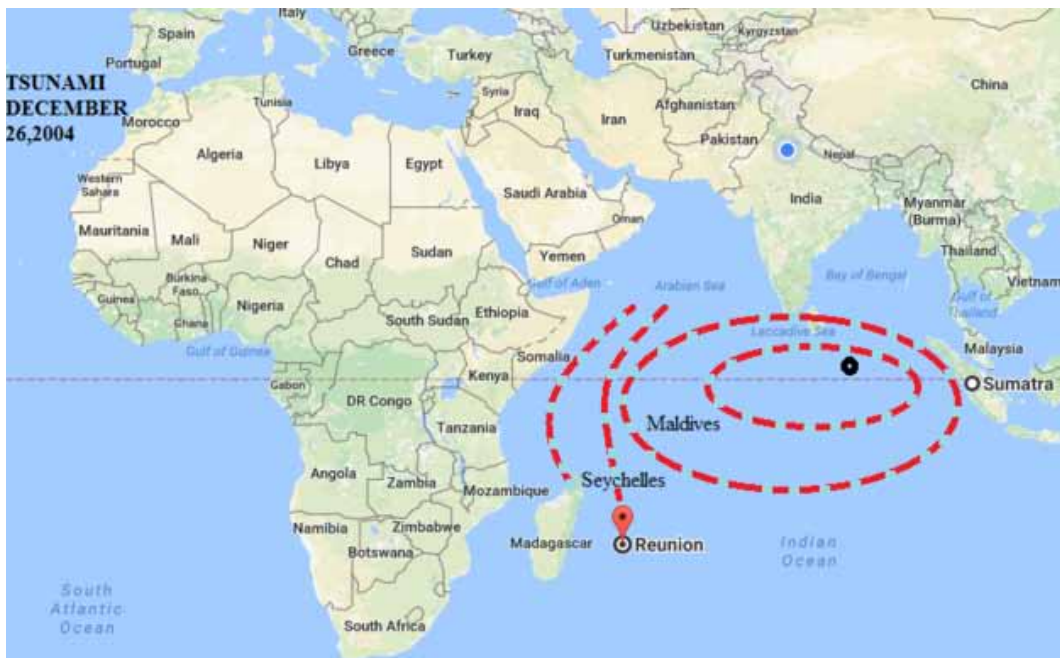 Italy
Spain
Portugal
Greece
Turkey
Uzbekistan
Kyrgyzstan
Turkmenistan
China
TSUNAMI
DECEMBER
26,2004
Tunisia
Morocco
Syria
Iraq
Iran
Afghanistan
Pakistan
Nepal
Algeria
Libya
Egypt
Western
Sahara
Saudi Arabia
Oman
India
Myanmar
(Burma)
Mauritania
Mali
Niger
Chad
Sudan
Yemen
Thailand
Vietnam
Burkina
Faso
Guinea
Ghana
Nigeria
South Sudan
Ethiopia
Gulf of Aden
Arabian Sea
Bay of Bengal
Gulf of
Thailand
Gulf of Guinea
Somalia
Laccadive Sea
Malaysia
Gabon
Kenya
DR Congo
Sumatra
Tanzania
Maldives
Angola
Zambia
Mozambique
Seychelles
Namibia
Zimbabwe
Botswana
Madagascar
Reunion
Indian
Ocean
South
Atlantic
Ocean
South Africa